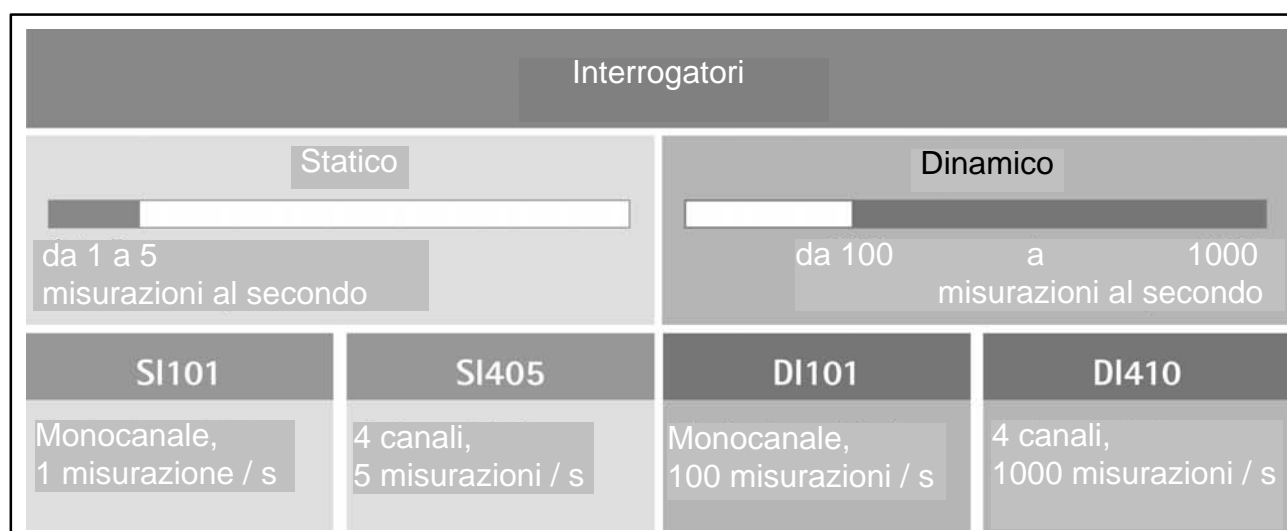 Interrogatori
Statico
da 1 a 5
misurazioni al secondo
Dinamico
da 100 a 1000
misurazioni al secondo
SI101
Monocanale,
1 misurazione / s
SI405
4 canali,
5 misurazioni / s
DI101
Monocanale,
100 misurazioni / s
DI410
4 canali,
1000 misurazioni / s